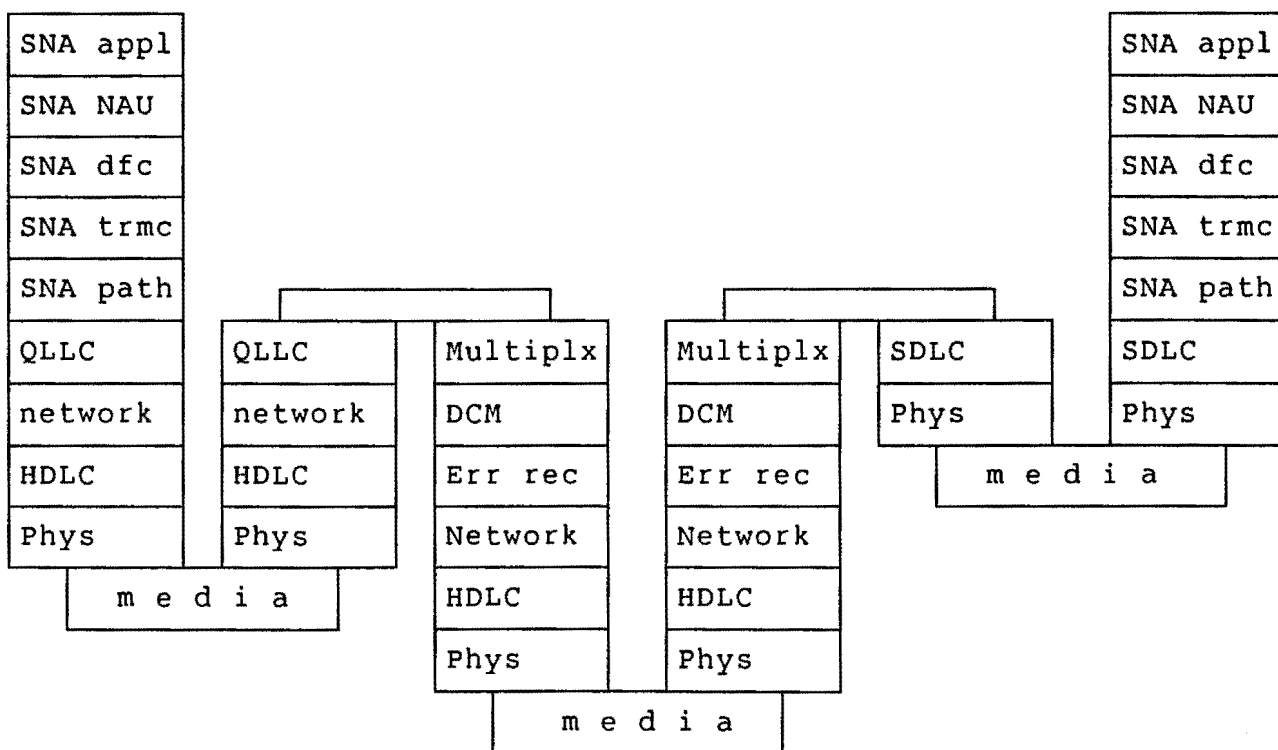 SNA appl
SNA NAU
SNA dfc
SNA trmc
SNA path
QLLC
network
HDLC
Phys
QLLC
network
HDLC
Phys
m e d i a
Multiplx
DCM
Err rec
Network
HDLC
Phys
Multiplx
DCM
Err rec
Network
HDLC
Phys
m e d i a
SDLC
Phys
SNA appl
SNA NAU
SNA dfc
SNA trmc
SNA path
SDLC
Phys
m e d i a